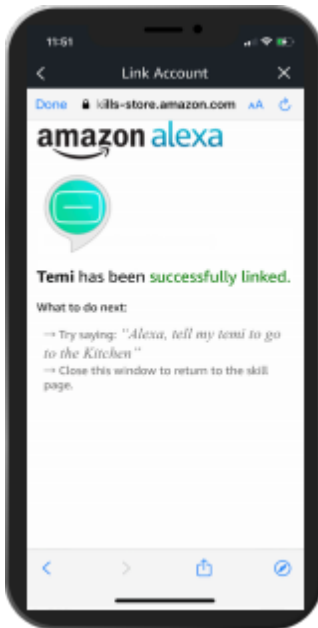 11:51
Link Account
Done kills-store.amazon.com AA
amazon alexa
Temi has been successfully linked.
What to do next:
→ Try saying: "Alexa, tell my temi to go
to the Kitchen"
→ Close this window to return to the skill
page.